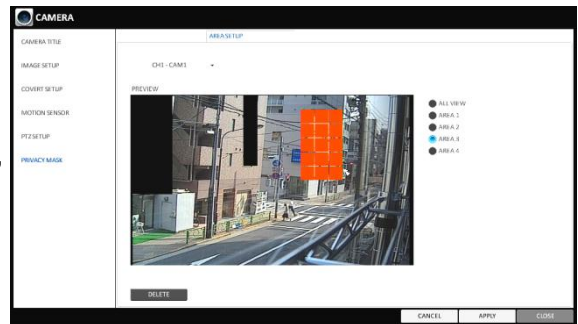 CAMERA
CAMERA TITLE
IMAGE SETUP
COVERT SETUP
MOTION SENSOR
PTZ SETUP
PRIVACY MASK
AREA SETUP
CH1 - CAM1
PREVIEW
ALL VIEW
AREA 1
AREA 2
AREA 3
AREA 4
DELETE
CANCEL
APPLY
CLOSE